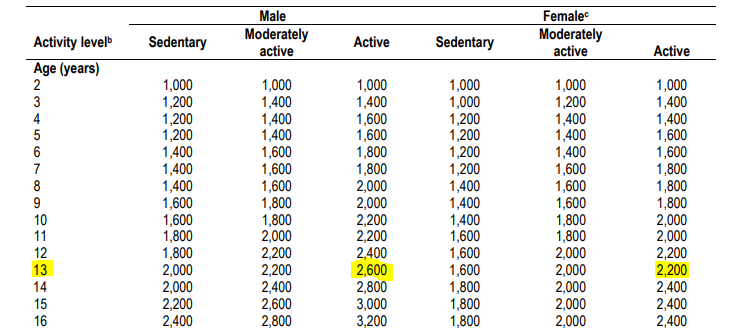 Male Female^c
Activity level^b Sedentary Moderately active Active Sedentary Moderately active Active
Age (years)
2 1,000 1,000 1,000 1,000 1,000 1,000
3 1,200 1,400 1,400 1,000 1,200 1,400
4 1,200 1,400 1,600 1,200 1,400 1,400
5 1,200 1,400 1,600 1,200 1,400 1,600
6 1,400 1,600 1,800 1,200 1,400 1,600
7 1,400 1,600 1,800 1,200 1,600 1,800
8 1,400 1,600 2,000 1,400 1,600 1,800
9 1,600 1,800 2,000 1,400 1,600 1,800
10 1,600 1,800 2,200 1,400 1,800 2,000
11 1,800 2,000 2,200 1,600 1,800 2,000
12 1,800 2,200 2,400 1,600 2,000 2,200
13 2,000 2,200 2,600 1,600 2,000 2,200
14 2,000 2,400 2,800 1,800 2,000 2,400
15 2,200 2,600 3,000 1,800 2,000 2,400
16 2,400 2,800 3,200 1,800 2,000 2,400